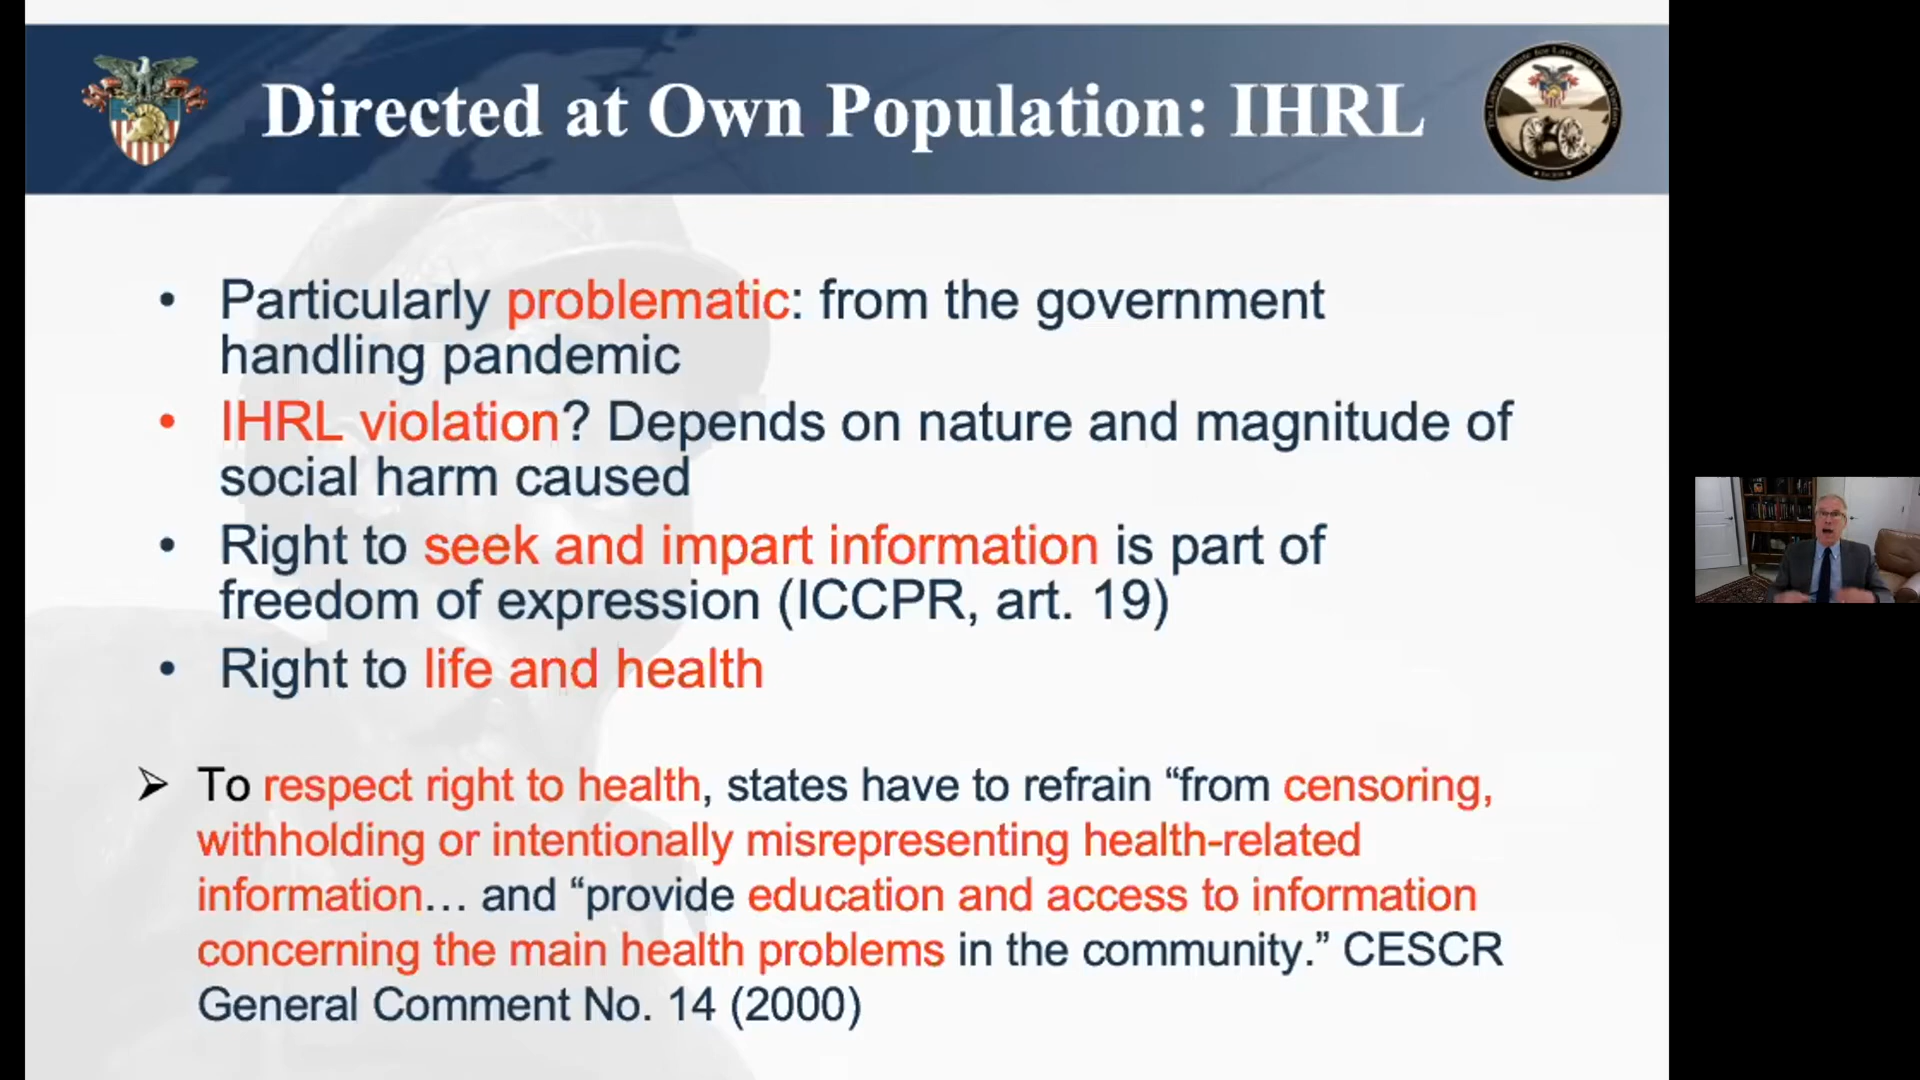 Directed at Own Population: IHRL
• Particularly problematic: from the government
handling pandemic
• IHRL violation? Depends on nature and magnitude of
social harm caused
• Right to seek and impart information is part of
freedom of expression (ICCPR, art. 19)
• Right to life and health
➢ To respect right to health, states have to refrain “from censoring,
withholding or intentionally misrepresenting health-related
information… and “provide education and access to information
concerning the main health problems in the community.” CESCR
General Comment No. 14 (2000)